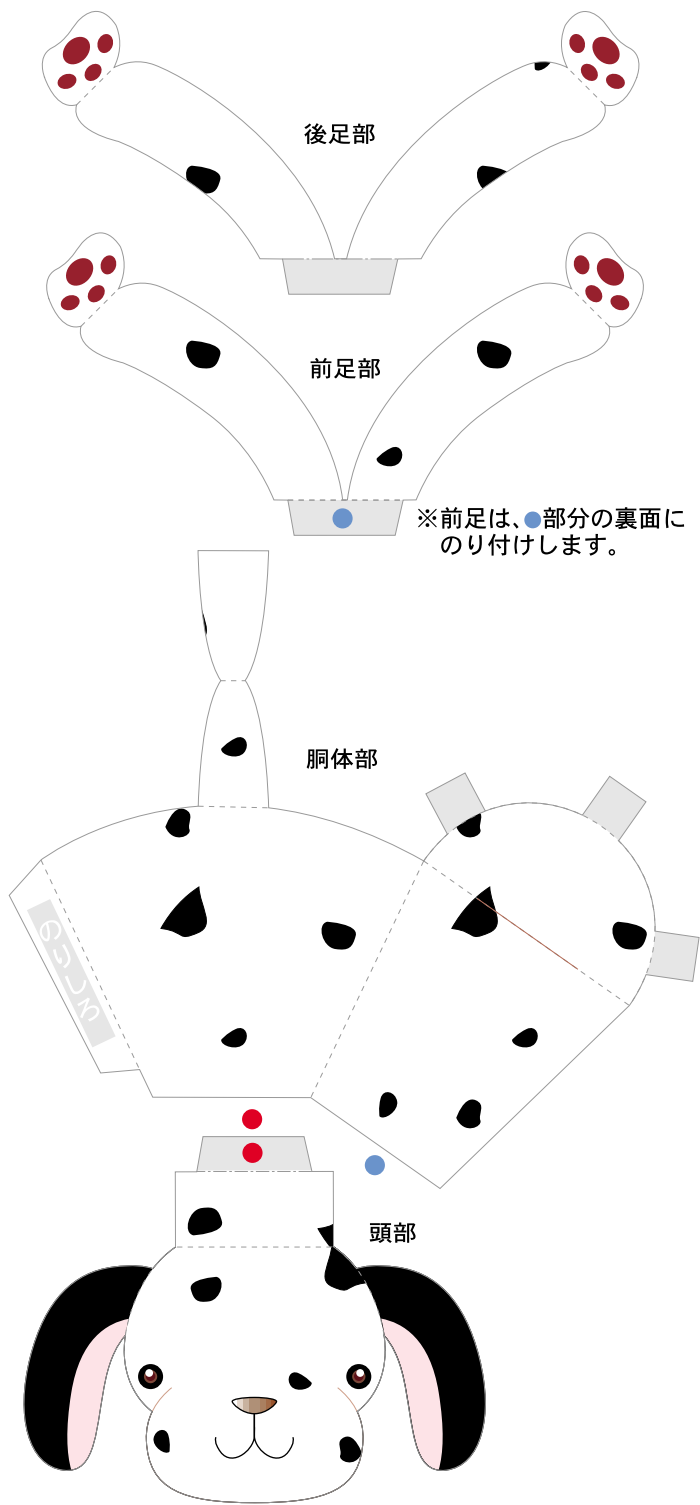 後足部
前足部
※前足は、●部分の裏面に
のり付けします。
胴体部
のりしろ
頭部